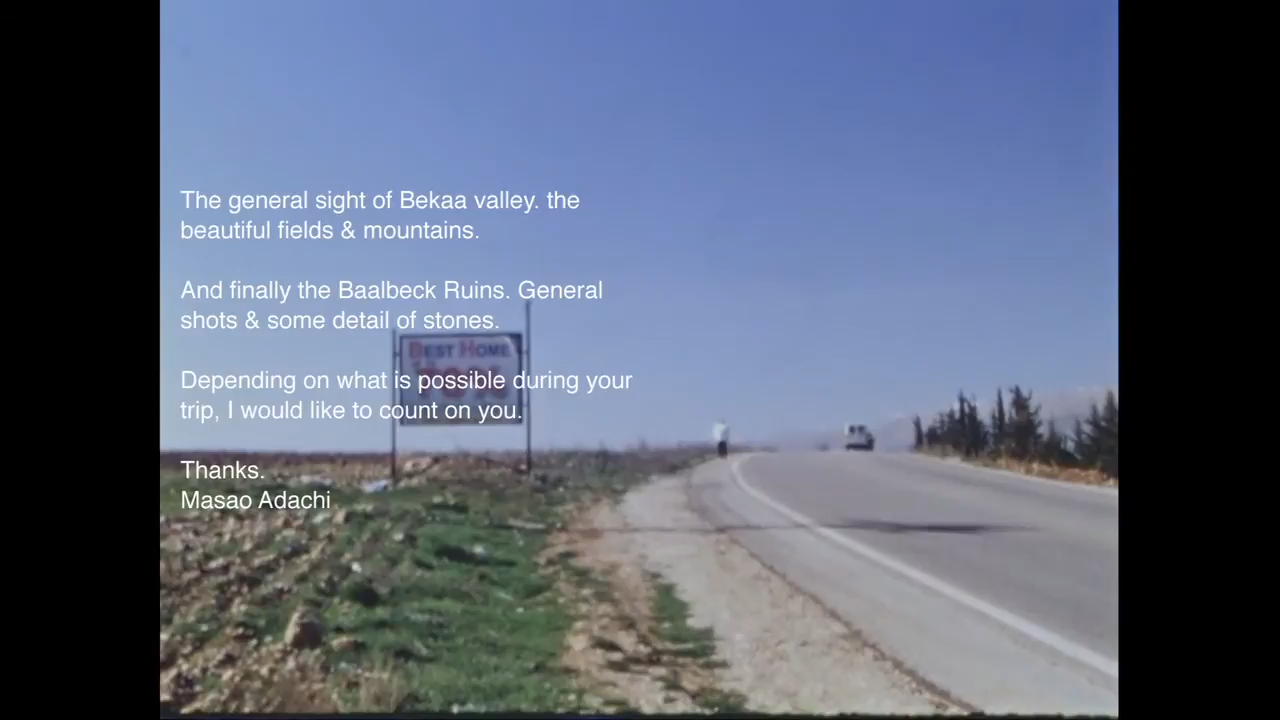 The general sight of Bekaa valley. the
beautiful fields & mountains.
And finally the Baalbeck Ruins. General
shots & some detail of stones.
BEST HOME
70%
Depending on what is possible during your
trip, I would like to count on you.
Thanks.
Masao Adachi